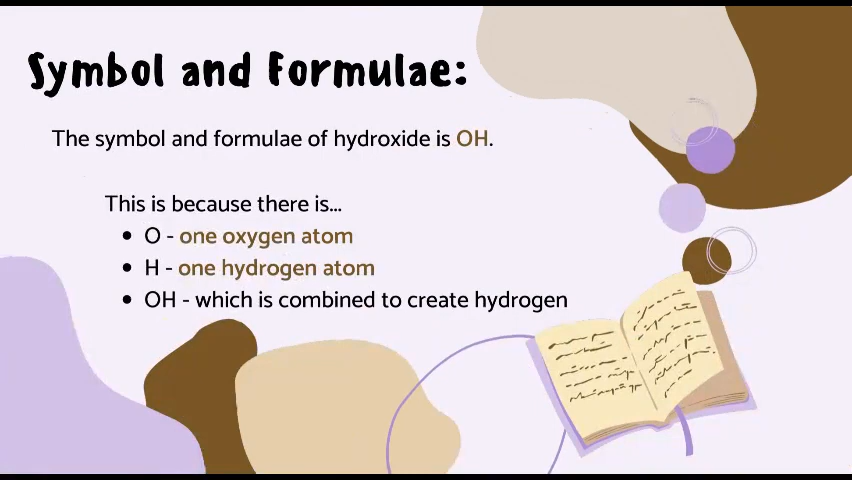 Symbol and Formulae:
The symbol and formulae of hydroxide is OH.
This is because there is...
• O - one oxygen atom
• H - one hydrogen atom
• OH - which is combined to create hydrogen